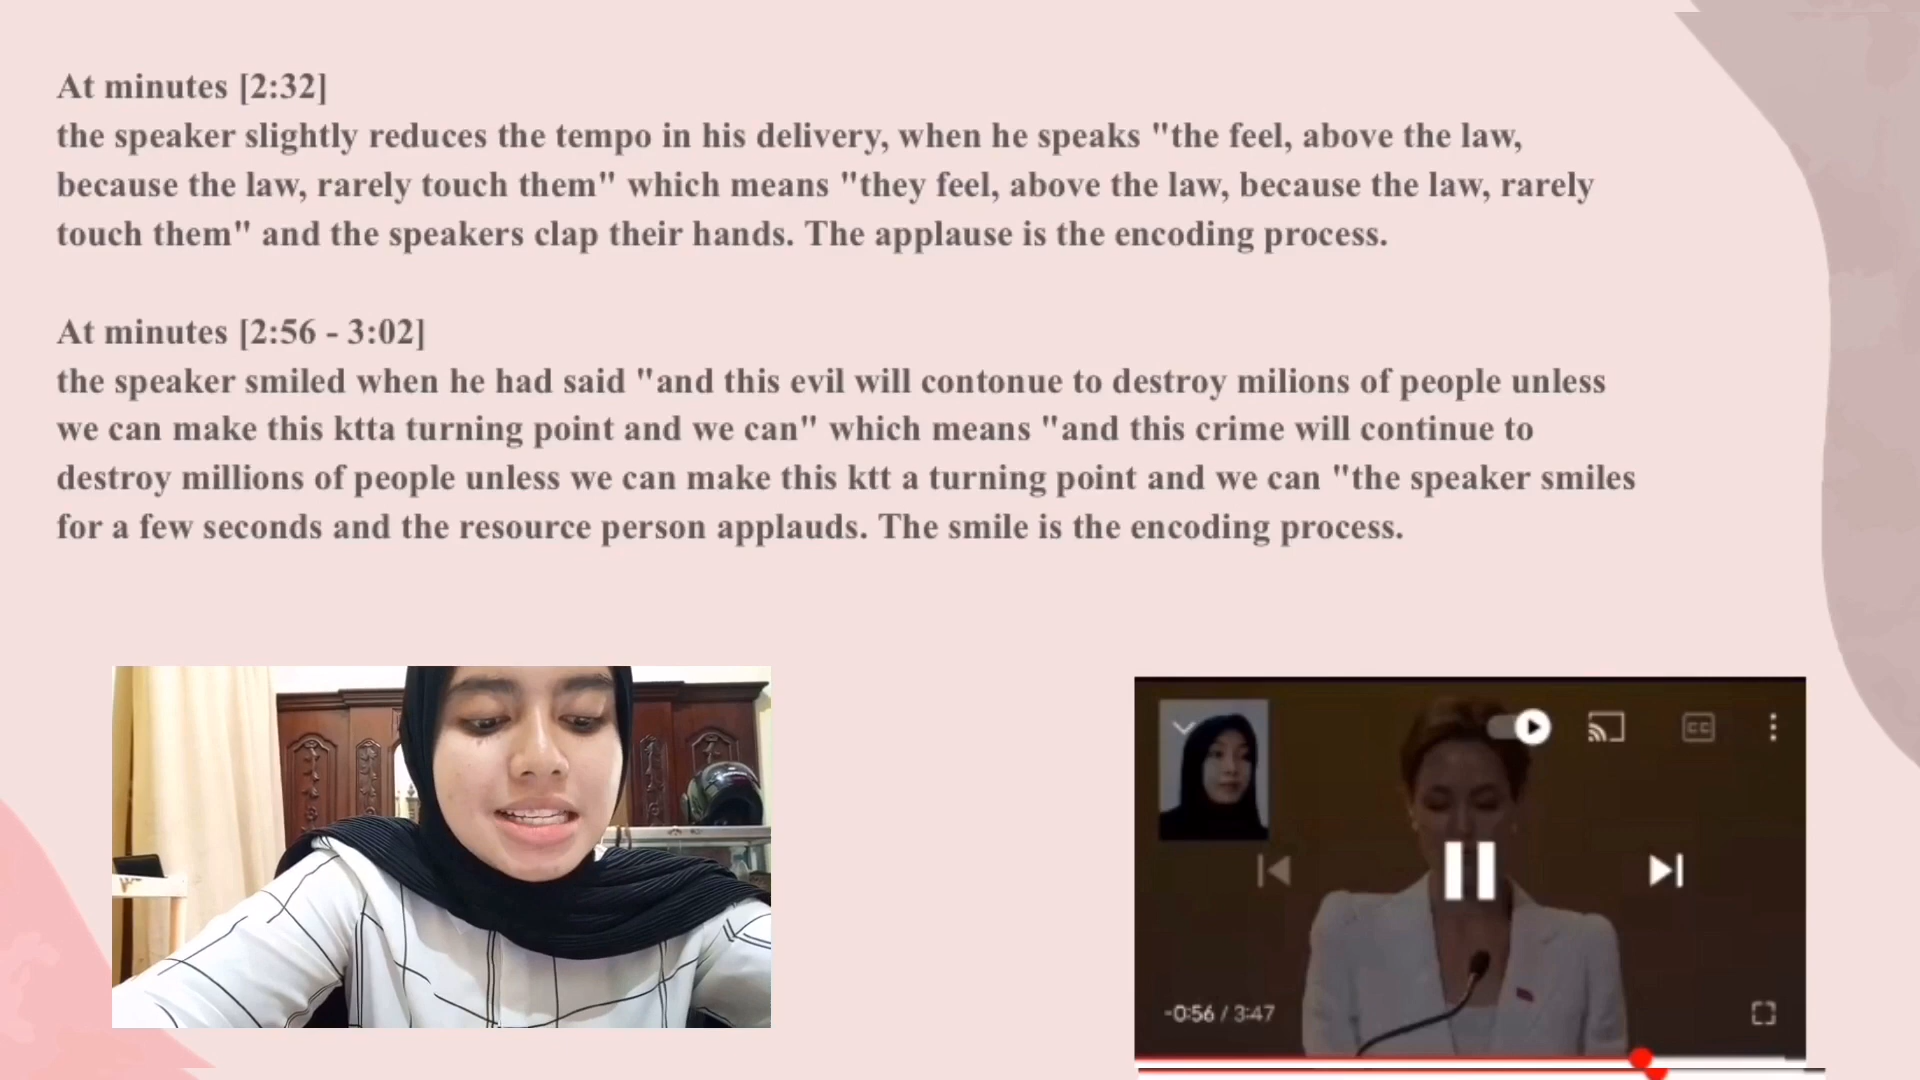 At minutes [2:32]
the speaker slightly reduces the tempo in his delivery, when he speaks "the feel, above the law,
because the law, rarely touch them" which means "they feel, above the law, because the law, rarely
touch them" and the speakers clap their hands. The applause is the encoding process.
At minutes [2:56 - 3:02]
the speaker smiled when he had said "and this evil will contonue to destroy milions of people unless
we can make this ktta turning point and we can" which means "and this crime will continue to
destroy millions of people unless we can make this ktt a turning point and we can "the speaker smiles
for a few seconds and the resource person applauds. The smile is the encoding process.
CC
-0:56 / 3:47